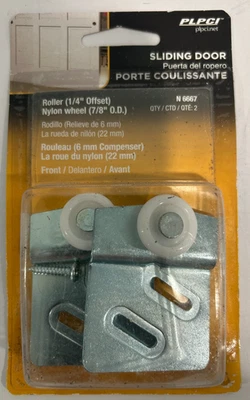 PLPCI
plpci.net
SLIDING DOOR
Puerta del ropero
PORTE COULISSANTE
Roller (1/4" Offset)
Nylon wheel (7/8" O.D.)
N 6667
QTY / CTD / QTÉ: 2
Rodillo (Relieve de 6 mm)
La rueda de nilón (22 mm)
Rouleau (6 mm Compenser)
La roue du nylon (22 mm)
Front / Delantero / Avant